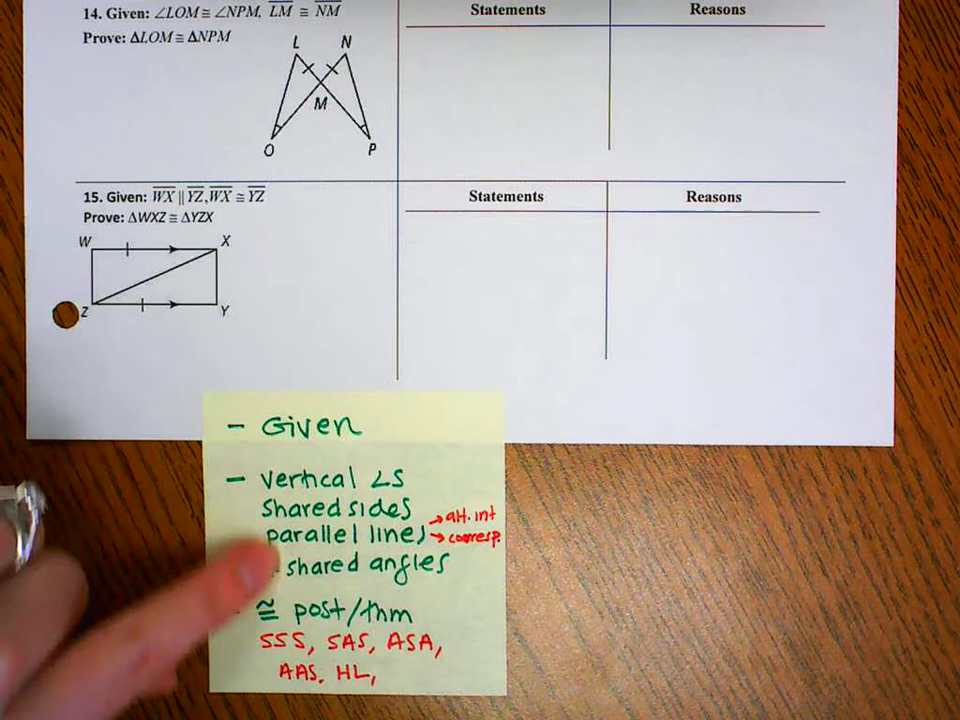 14. Given: ∠LOM ≅ ∠NPM, LM ≅ NM
Prove: ΔLOM ≅ ΔNPM
L N
M
O P
Statements Reasons
15. Given: WX || YZ, WX ≅ YZ
Prove: ΔWXZ ≅ ΔYZX
W X
Z Y
Statements Reasons
- Given
- Vertical ∠s
shared sides
parallel lines → alt. int
→ corresp.
shared angles
≅ post/thm
SSS, SAS, ASA,
AAS, HL,